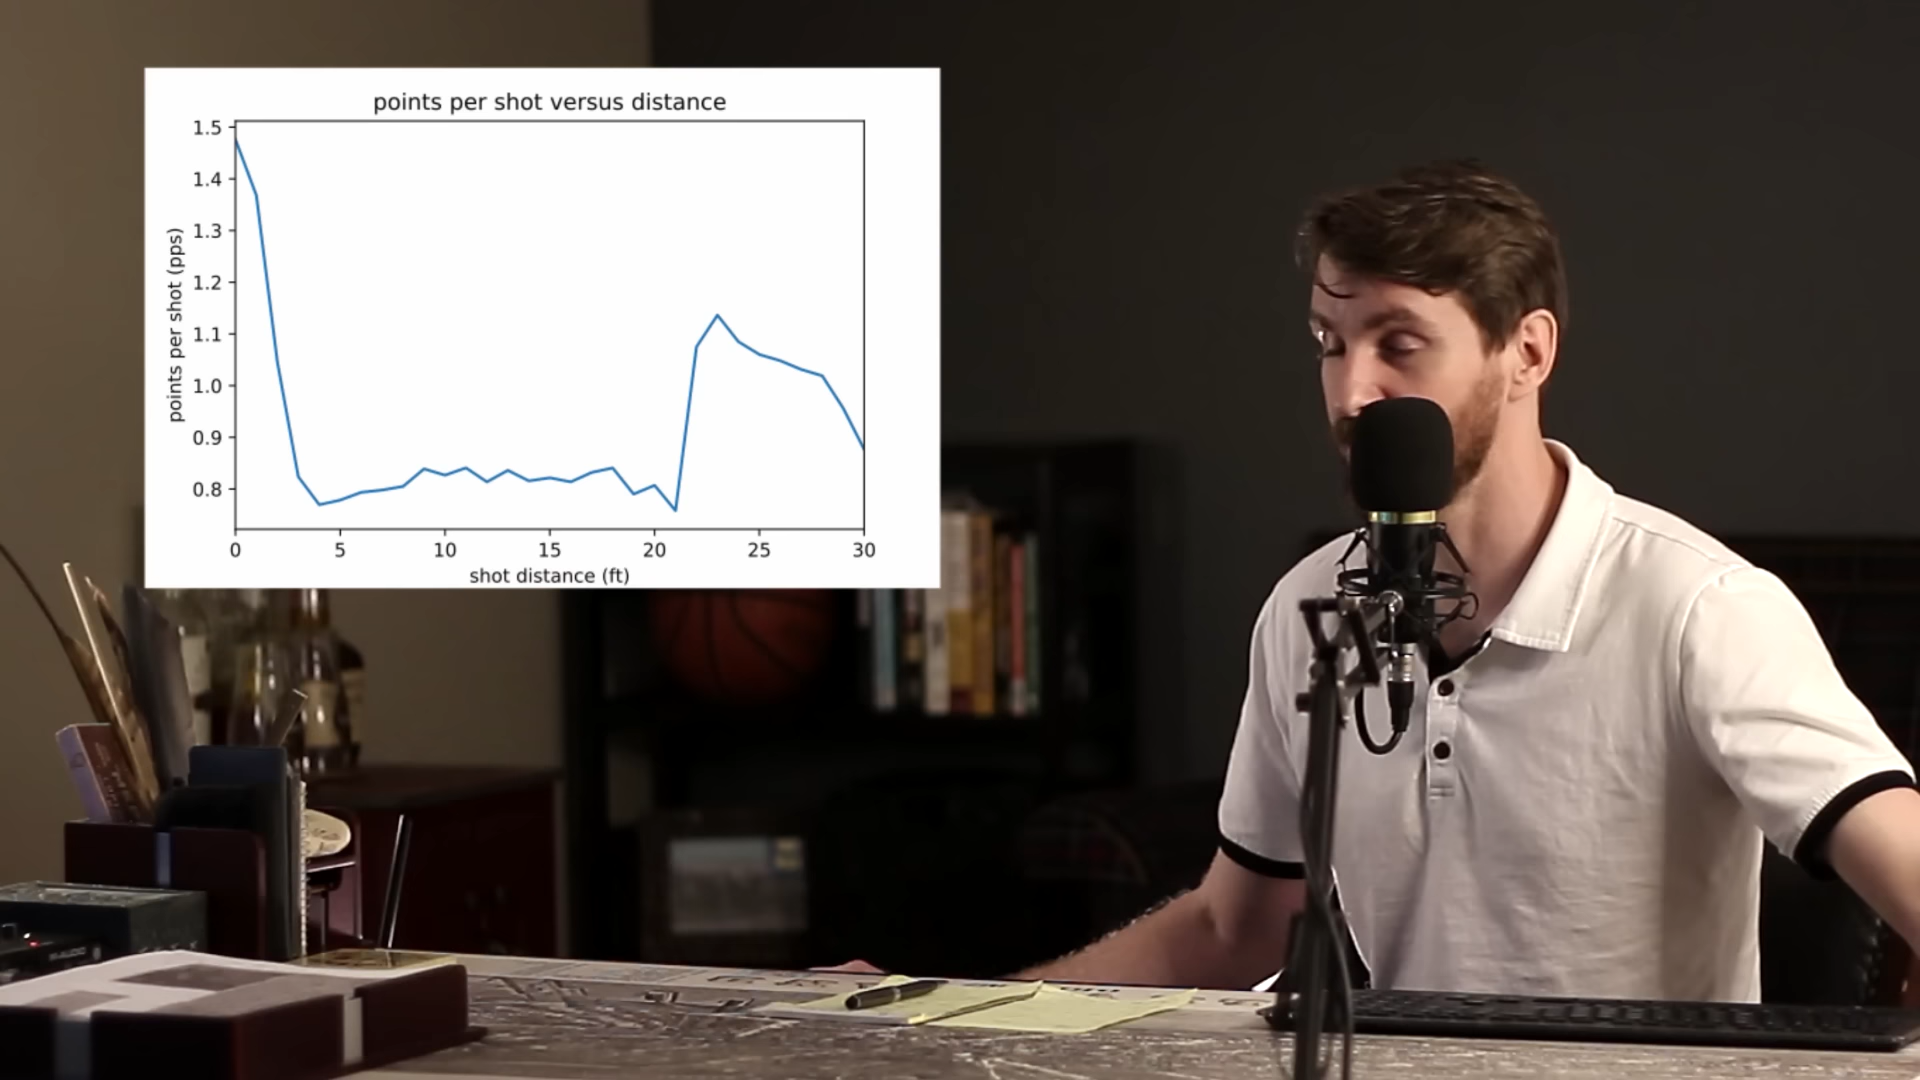 points per shot versus distance
1.5
1.4
1.3
1.2
1.1
1.0
0.9
0.8
points per shot (pps)
0 5 10 15 20 25 30
shot distance (ft)